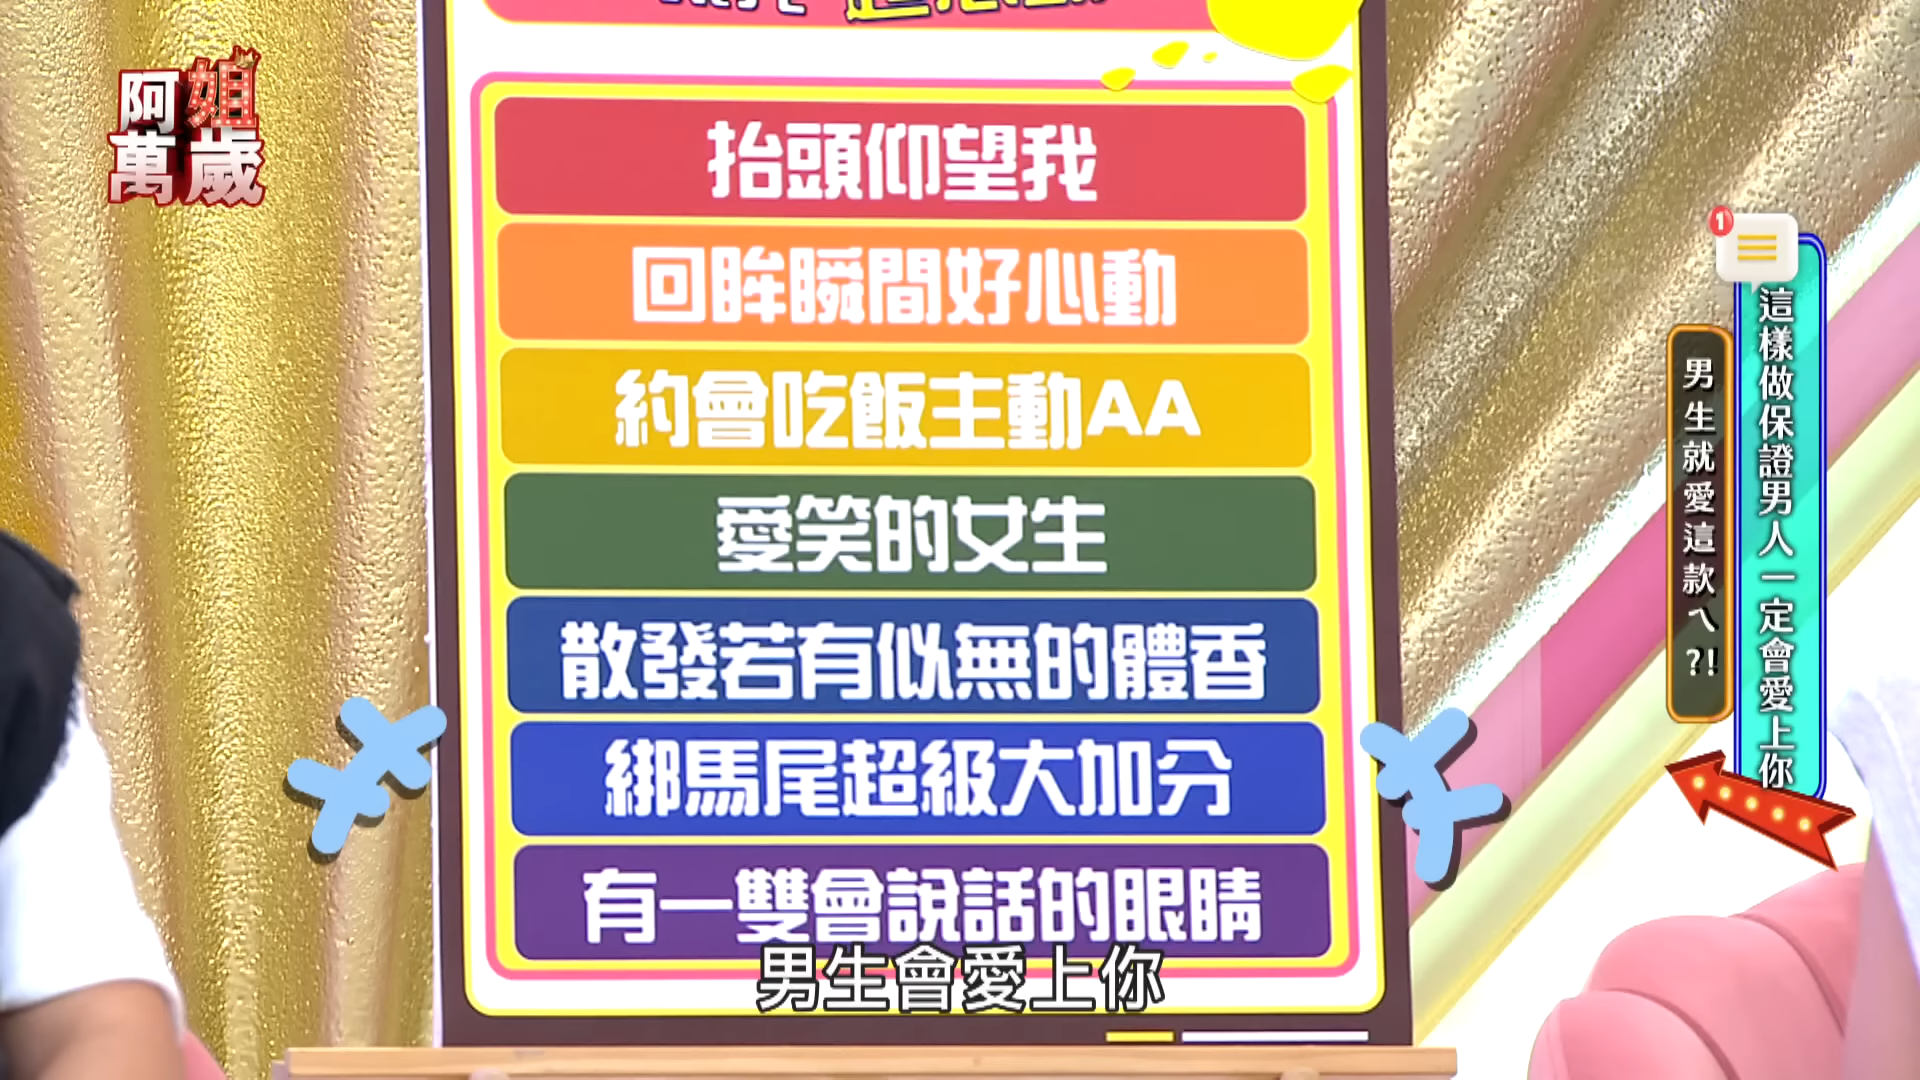 阿姐
萬歲
抬頭仰望我
回眸瞬間好心動
約會吃飯主動AA
愛笑的女生
散發若有似無的體香
綁馬尾超級大加分
有一雙會說話的眼睛
1
這樣做保證男人一定會愛上你
男生就愛這款ㄟ?!
男生會愛上你